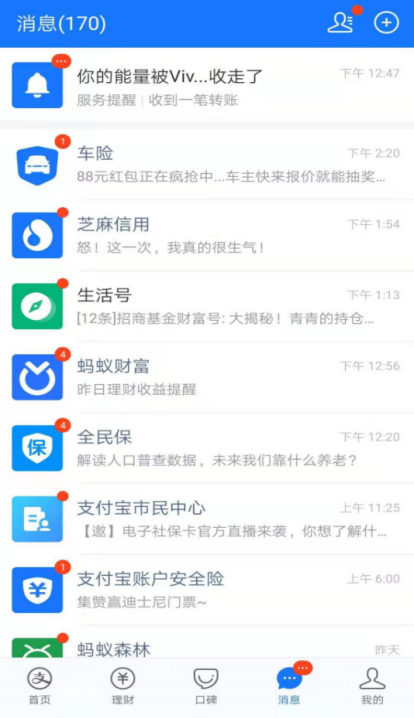 消息(170)
你的能量被Viv...收走了
下午 12:47
服务提醒 | 收到一笔转账
1
车险
下午 2:20
88元红包正在疯抢中...车主快来报价就能抽奖...
芝麻信用
下午 1:54
怒！这一次，我真的很生气！
生活号
下午 1:13
[12条]招商基金财富号: 大揭秘！青青的持仓...
4
蚂蚁财富
下午 12:56
昨日理财收益提醒
4
全民保
下午 12:20
保
解读人口普查数据，未来我们靠什么养老？
支付宝市民中心
上午 11:25
【邀】电子社保卡官方直播来袭，你想了解什...
1
支付宝账户安全险
上午 6:00
集赞赢迪士尼门票~
4
蚂蚁森林
昨天
支
首页
理财
口碑
消息
我的